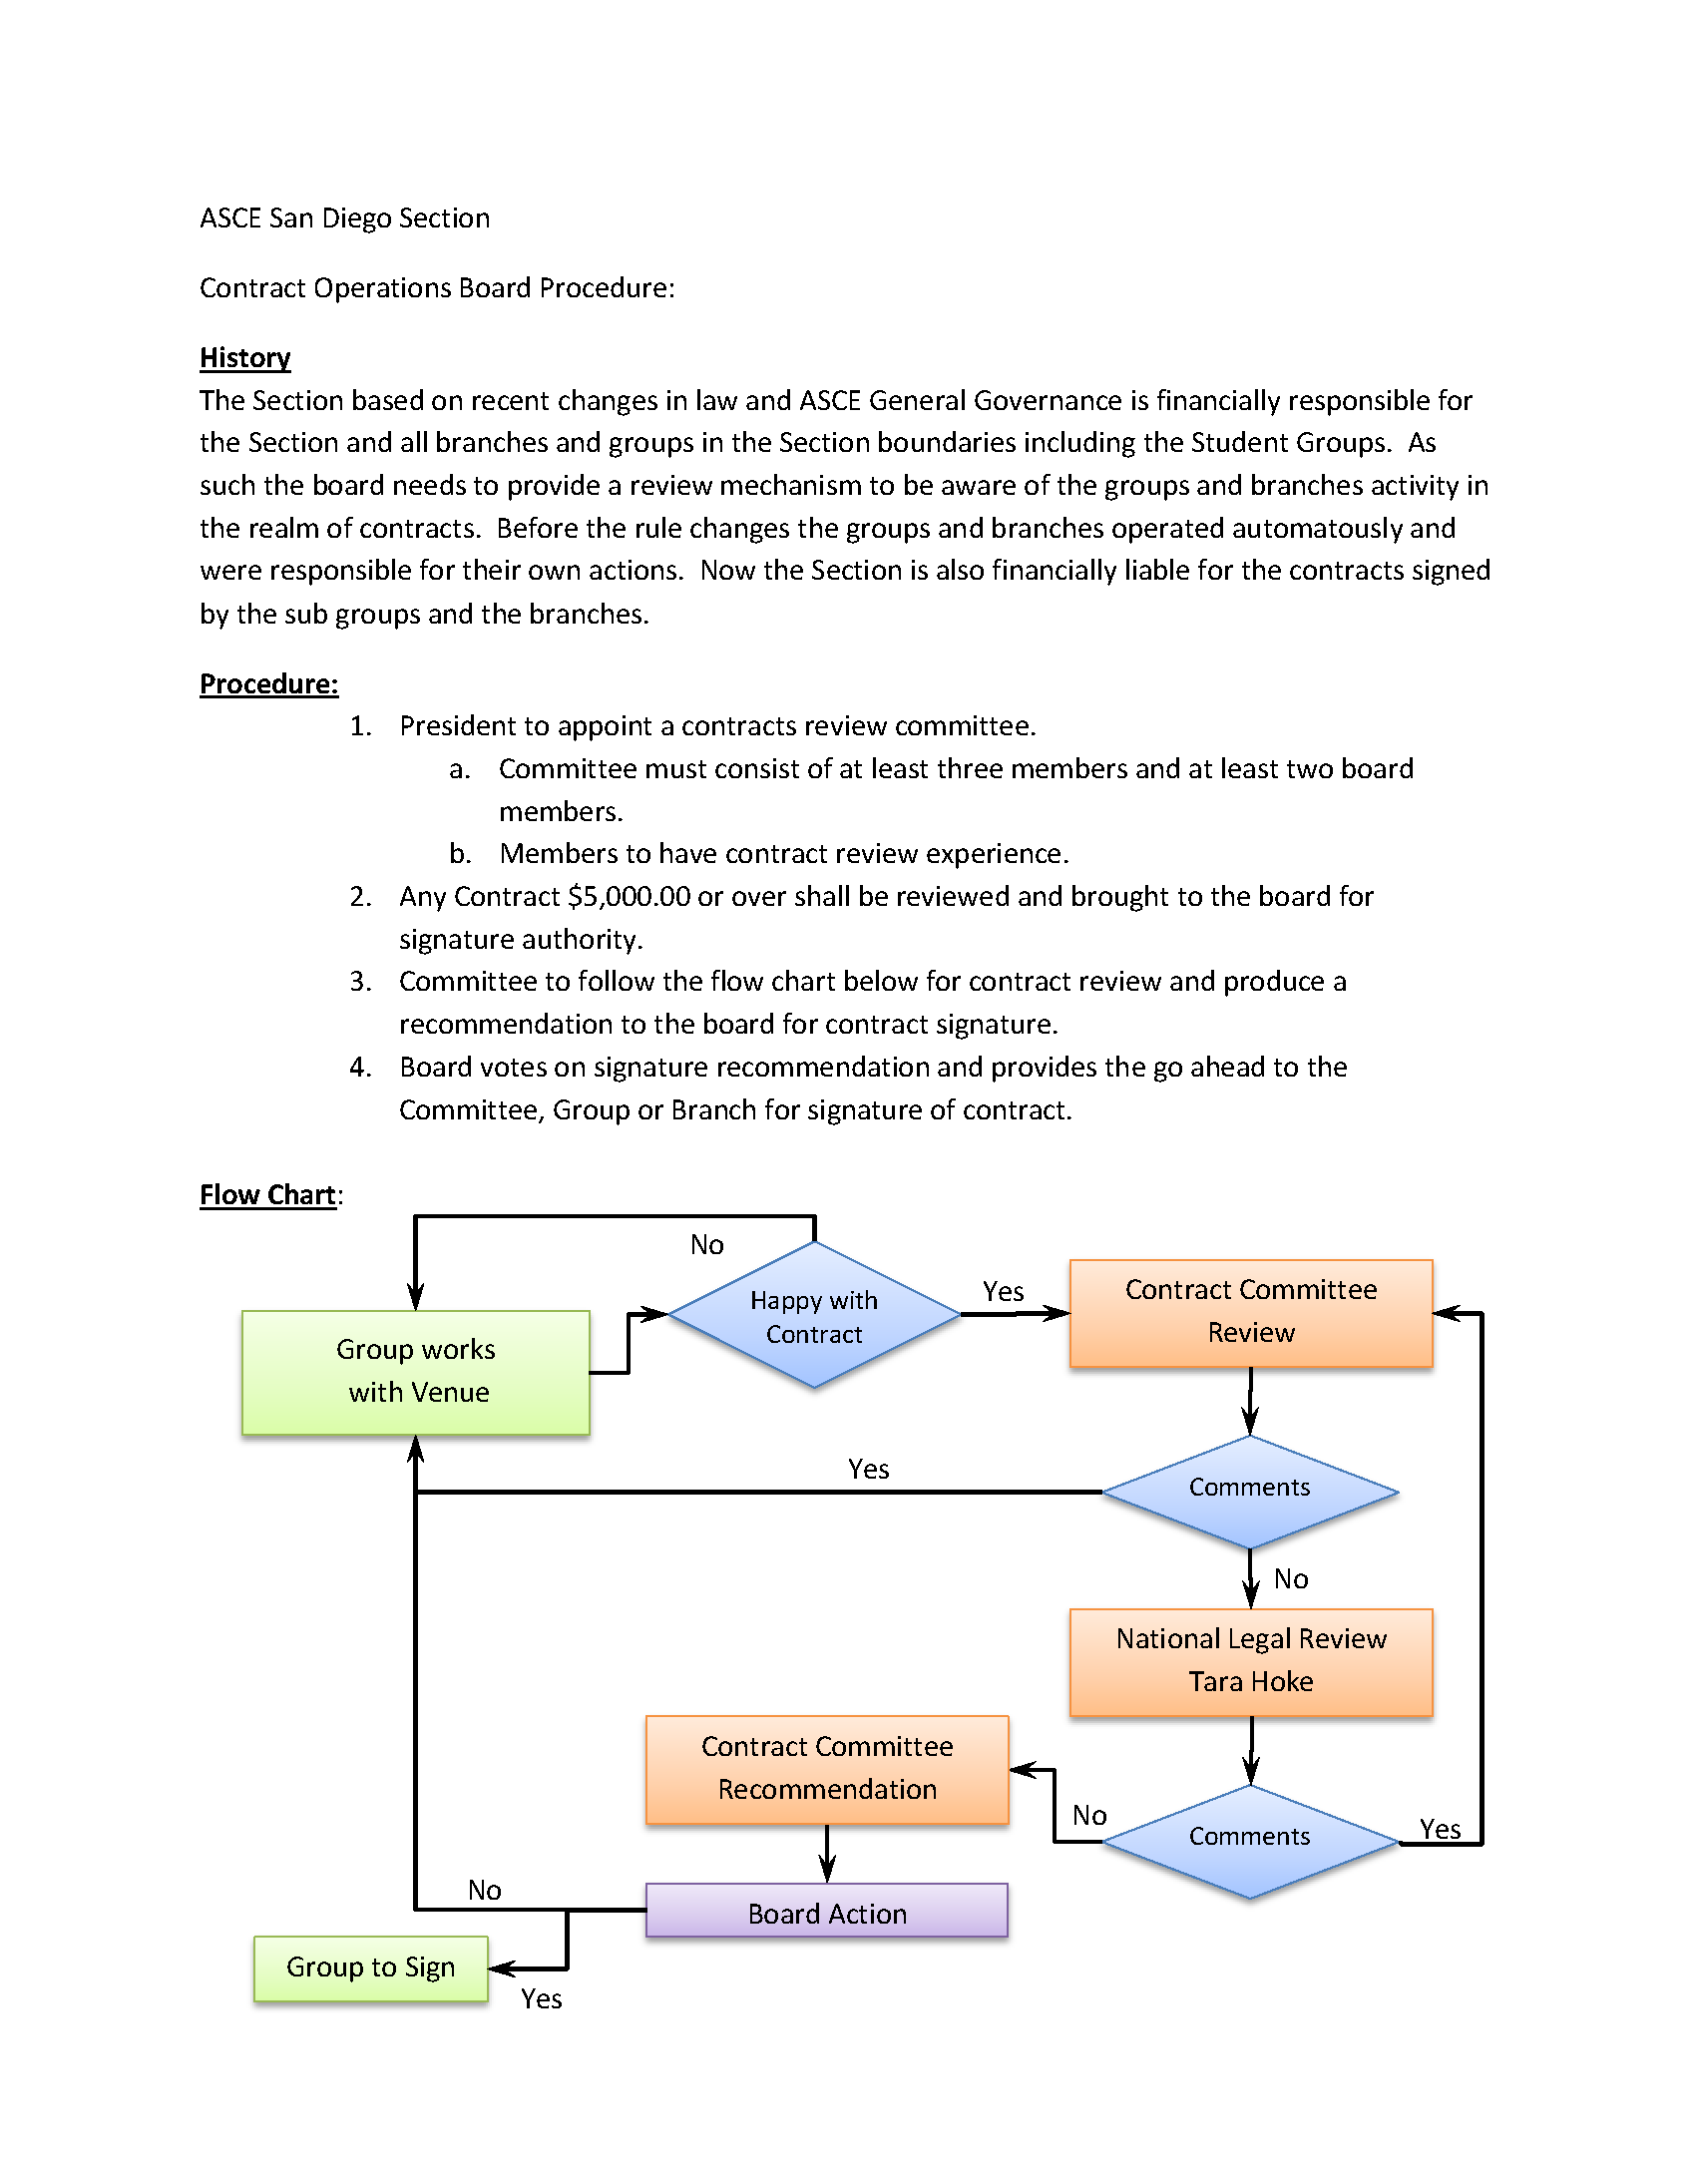 ASCE San Diego Section
Contract Operations Board Procedure:
History
The Section based on recent changes in law and ASCE General Governance is financially responsible for
the Section and all branches and groups in the Section boundaries including the Student Groups.  As
such the board needs to provide a review mechanism to be aware of the groups and branches activity in
the realm of contracts.  Before the rule changes the groups and branches operated automatously and
were responsible for their own actions.  Now the Section is also financially liable for the contracts signed
by the sub groups and the branches.
Procedure:
1. President to appoint a contracts review committee.
a. Committee must consist of at least three members and at least two board
members.
b. Members to have contract review experience.
2. Any Contract $5,000.00 or over shall be reviewed and brought to the board for
signature authority.
3. Committee to follow the flow chart below for contract review and produce a
recommendation to the board for contract signature.
4. Board votes on signature recommendation and provides the go ahead to the
Committee, Group or Branch for signature of contract.
Flow Chart:
No
Happy with
Contract
Yes
Contract Committee
Review
Group works
with Venue
Yes
Comments
No
National Legal Review
Tara Hoke
Contract Committee
Recommendation
No
Comments
Yes
No
Board Action
Group to Sign
Yes